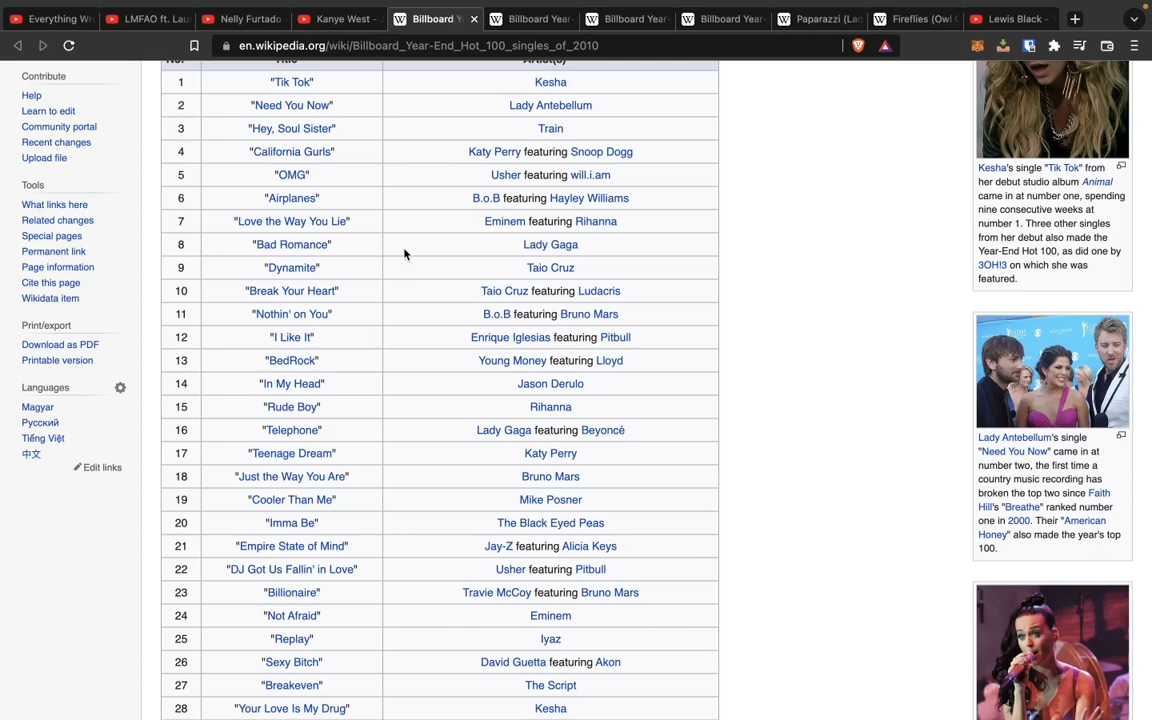 Everything Wro
LMFAO ft. Lau
Nelly Furtado
Kanye West -
Billboard Y
Billboard Year-
Billboard Year-
Billboard Year-
Paparazzi (Lad
Fireflies (Owl C
Lewis Black -
en.wikipedia.org/wiki/Billboard_Year-End_Hot_100_singles_of_2010
Contribute
Help
Learn to edit
Community portal
Recent changes
Upload file
Tools
What links here
Related changes
Special pages
Permanent link
Page information
Cite this page
Wikidata item
Print/export
Download as PDF
Printable version
Languages
Magyar
Русский
Tiếng Việt
中文
Edit links
No. Title Artist(s)
1 "Tik Tok" Kesha
2 "Need You Now" Lady Antebellum
3 "Hey, Soul Sister" Train
4 "California Gurls" Katy Perry featuring Snoop Dogg
5 "OMG" Usher featuring will.i.am
6 "Airplanes" B.o.B featuring Hayley Williams
7 "Love the Way You Lie" Eminem featuring Rihanna
8 "Bad Romance" Lady Gaga
9 "Dynamite" Taio Cruz
10 "Break Your Heart" Taio Cruz featuring Ludacris
11 "Nothin' on You" B.o.B featuring Bruno Mars
12 "I Like It" Enrique Iglesias featuring Pitbull
13 "BedRock" Young Money featuring Lloyd
14 "In My Head" Jason Derulo
15 "Rude Boy" Rihanna
16 "Telephone" Lady Gaga featuring Beyoncé
17 "Teenage Dream" Katy Perry
18 "Just the Way You Are" Bruno Mars
19 "Cooler Than Me" Mike Posner
20 "Imma Be" The Black Eyed Peas
21 "Empire State of Mind" Jay-Z featuring Alicia Keys
22 "DJ Got Us Fallin' in Love" Usher featuring Pitbull
23 "Billionaire" Travie McCoy featuring Bruno Mars
24 "Not Afraid" Eminem
25 "Replay" Iyaz
26 "Sexy Bitch" David Guetta featuring Akon
27 "Breakeven" The Script
28 "Your Love Is My Drug" Kesha
Kesha's single "Tik Tok" from
her debut studio album Animal
came in at number one, spending
nine consecutive weeks at
number 1. Three other singles
from her debut also made the
Year-End Hot 100, as did one by
3OH!3 on which she was
featured.
Lady Antebellum's single
"Need You Now" came in at
number two, the first time a
country music recording has
broken the top two since Faith
Hill's "Breathe" ranked number
one in 2000. Their "American
Honey" also made the year's top
100.